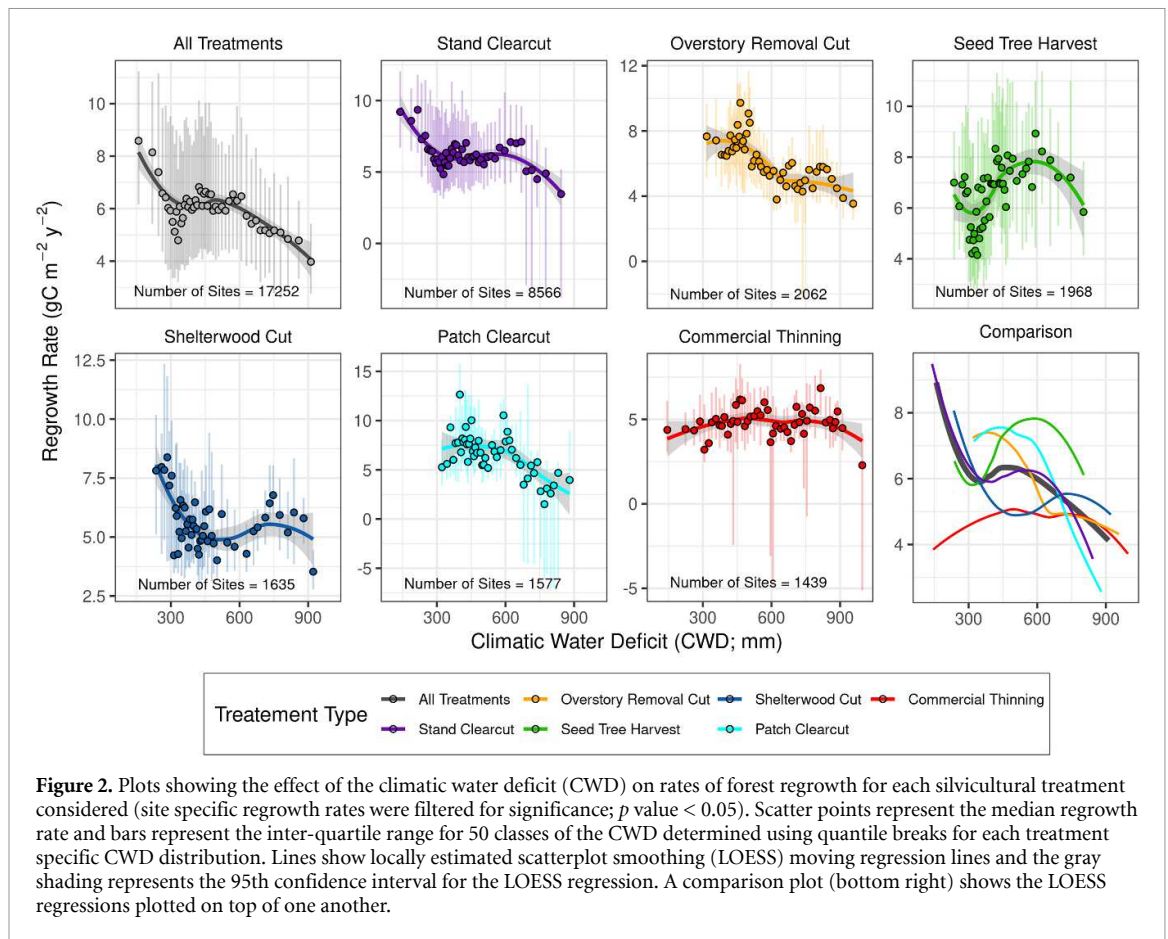 All Treatments
Stand Clearcut
Overstory Removal Cut
Seed Tree Harvest
10
8
6
4
Number of Sites = 17252
10
5
0
Number of Sites = 8566
12
8
4
0
Number of Sites = 2062
10
8
6
4
Number of Sites = 1968
Regrowth Rate (gC m⁻² y⁻²)
Shelterwood Cut
Patch Clearcut
Commercial Thinning
Comparison
12.5
10.0
7.5
5.0
2.5
Number of Sites = 1635
300 600 900
15
10
5
0
-5
Number of Sites = 1577
300 600 900
5
0
-5
Number of Sites = 1439
300 600 900
8
6
4
300 600 900
Climatic Water Deficit (CWD; mm)
Treatement Type
All Treatments Overstory Removal Cut Shelterwood Cut Commercial Thinning
Stand Clearcut Seed Tree Harvest Patch Clearcut
Figure 2. Plots showing the effect of the climatic water deficit (CWD) on rates of forest regrowth for each silvicultural treatment
considered (site specific regrowth rates were filtered for significance; p value < 0.05). Scatter points represent the median regrowth
rate and bars represent the inter-quartile range for 50 classes of the CWD determined using quantile breaks for each treatment
specific CWD distribution. Lines show locally estimated scatterplot smoothing (LOESS) moving regression lines and the gray
shading represents the 95th confidence interval for the LOESS regression. A comparison plot (bottom right) shows the LOESS
regressions plotted on top of one another.